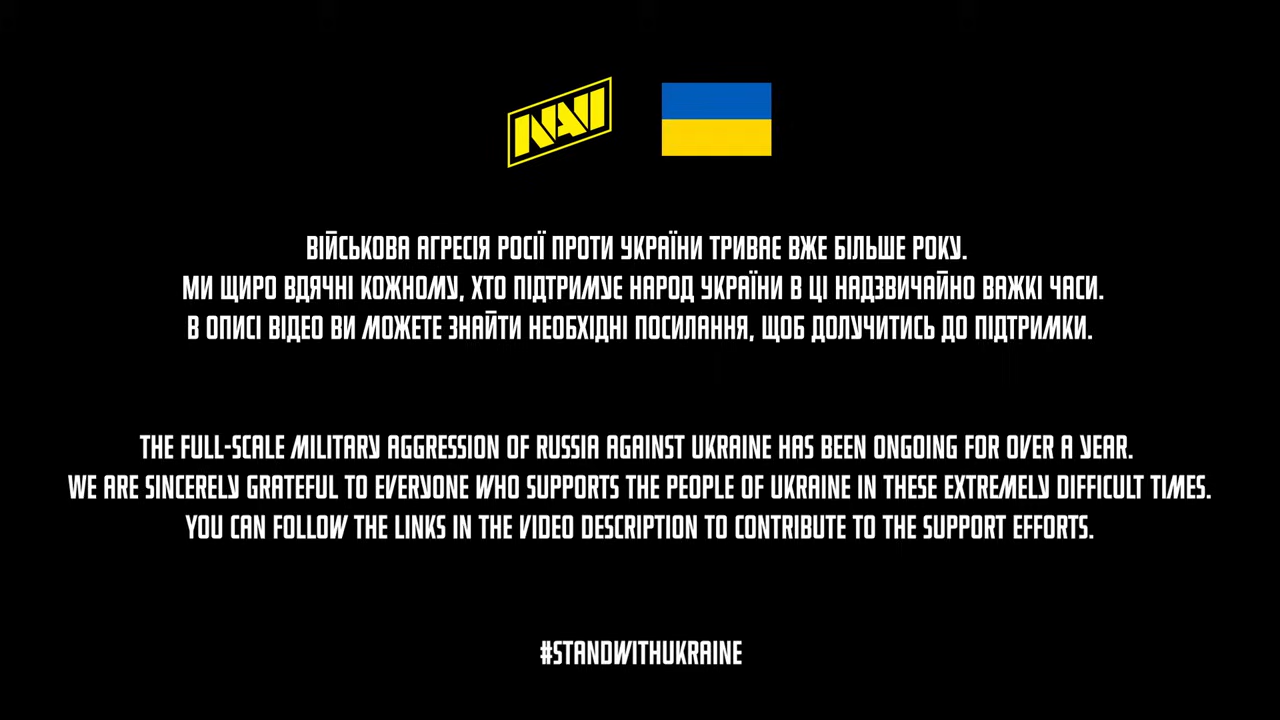 NAVI
ВІЙСЬКОВА АГРЕСІЯ РОСІЇ ПРОТИ УКРАЇНИ ТРИВАЄ ВЖЕ БІЛЬШЕ РОКУ.
МИ ЩИРО ВДЯЧНІ КОЖНОМУ, ХТО ПІДТРИМУЄ НАРОД УКРАЇНИ В ЦІ НАДЗВИЧАЙНО ВАЖКІ ЧАСИ.
В ОПИСІ ВІДЕО ВИ МОЖЕТЕ ЗНАЙТИ НЕОБХІДНІ ПОСИЛАННЯ, ЩОБ ДОЛУЧИТИСЬ ДО ПІДТРИМКИ.
THE FULL-SCALE MILITARY AGGRESSION OF RUSSIA AGAINST UKRAINE HAS BEEN ONGOING FOR OVER A YEAR.
WE ARE SINCERELY GRATEFUL TO EVERYONE WHO SUPPORTS THE PEOPLE OF UKRAINE IN THESE EXTREMELY DIFFICULT TIMES.
YOU CAN FOLLOW THE LINKS IN THE VIDEO DESCRIPTION TO CONTRIBUTE TO THE SUPPORT EFFORTS.
#STANDWITHUKRAINE